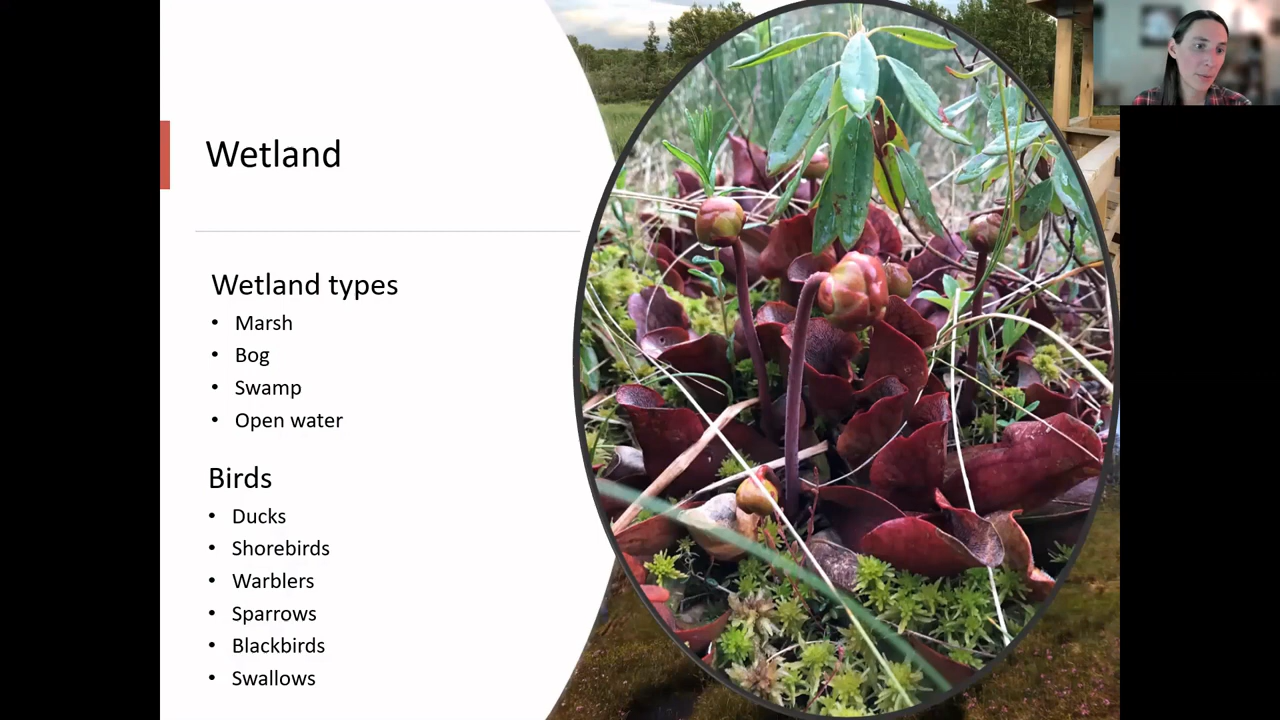 Wetland
Wetland types
• Marsh
• Bog
• Swamp
• Open water
Birds
• Ducks
• Shorebirds
• Warblers
• Sparrows
• Blackbirds
• Swallows